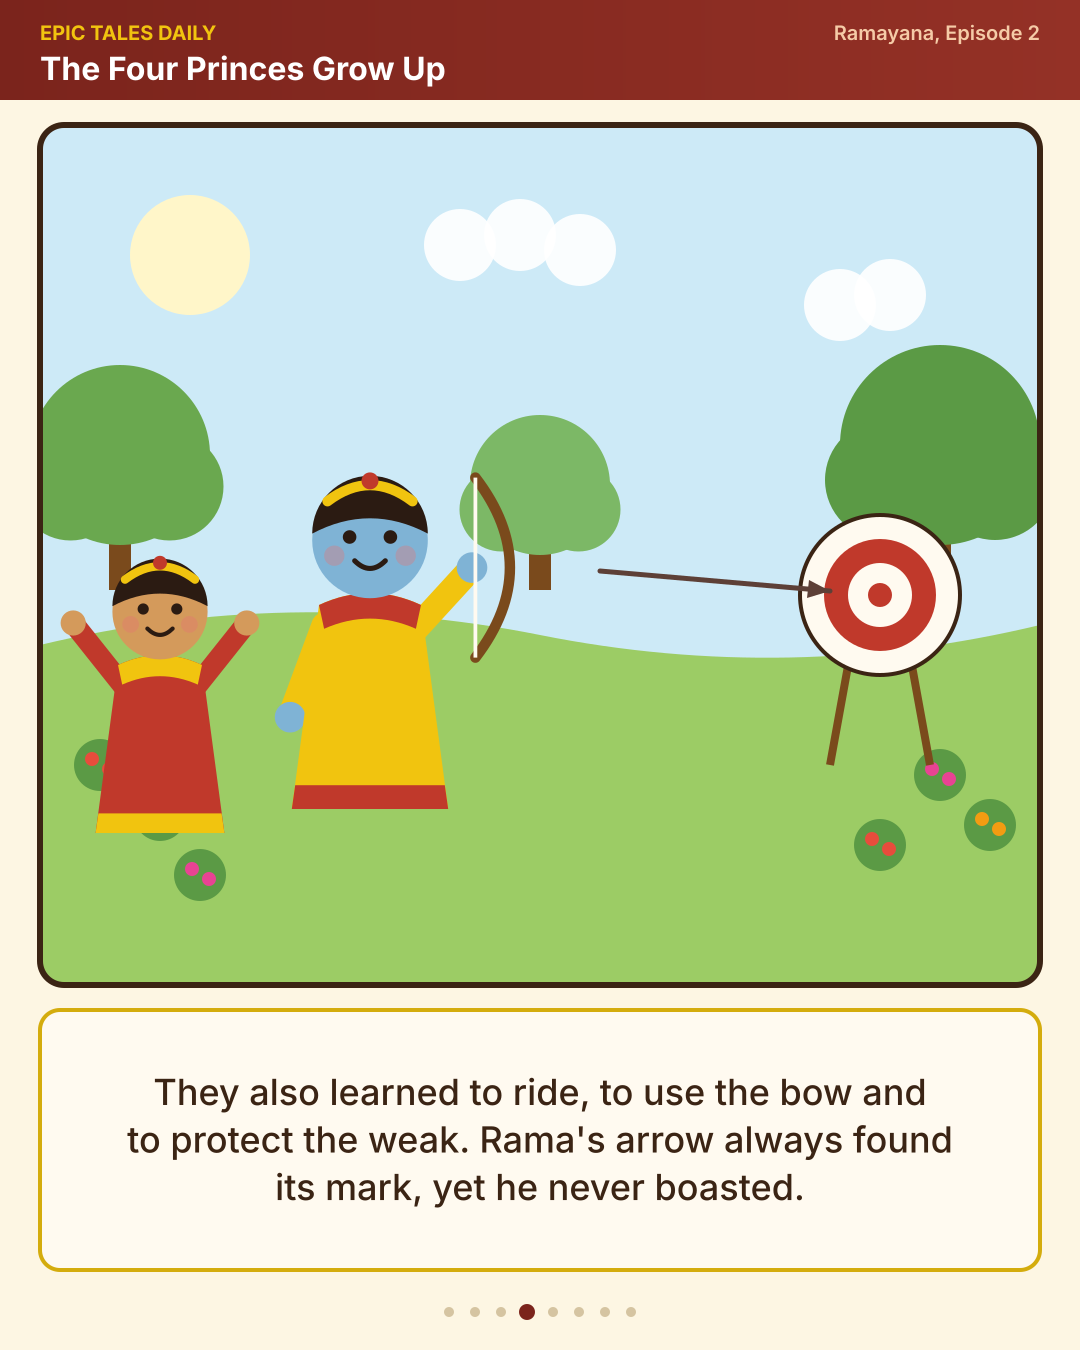 EPIC TALES DAILY
Ramayana, Episode 2
The Four Princes Grow Up
They also learned to ride, to use the bow and
to protect the weak. Rama's arrow always found
its mark, yet he never boasted.